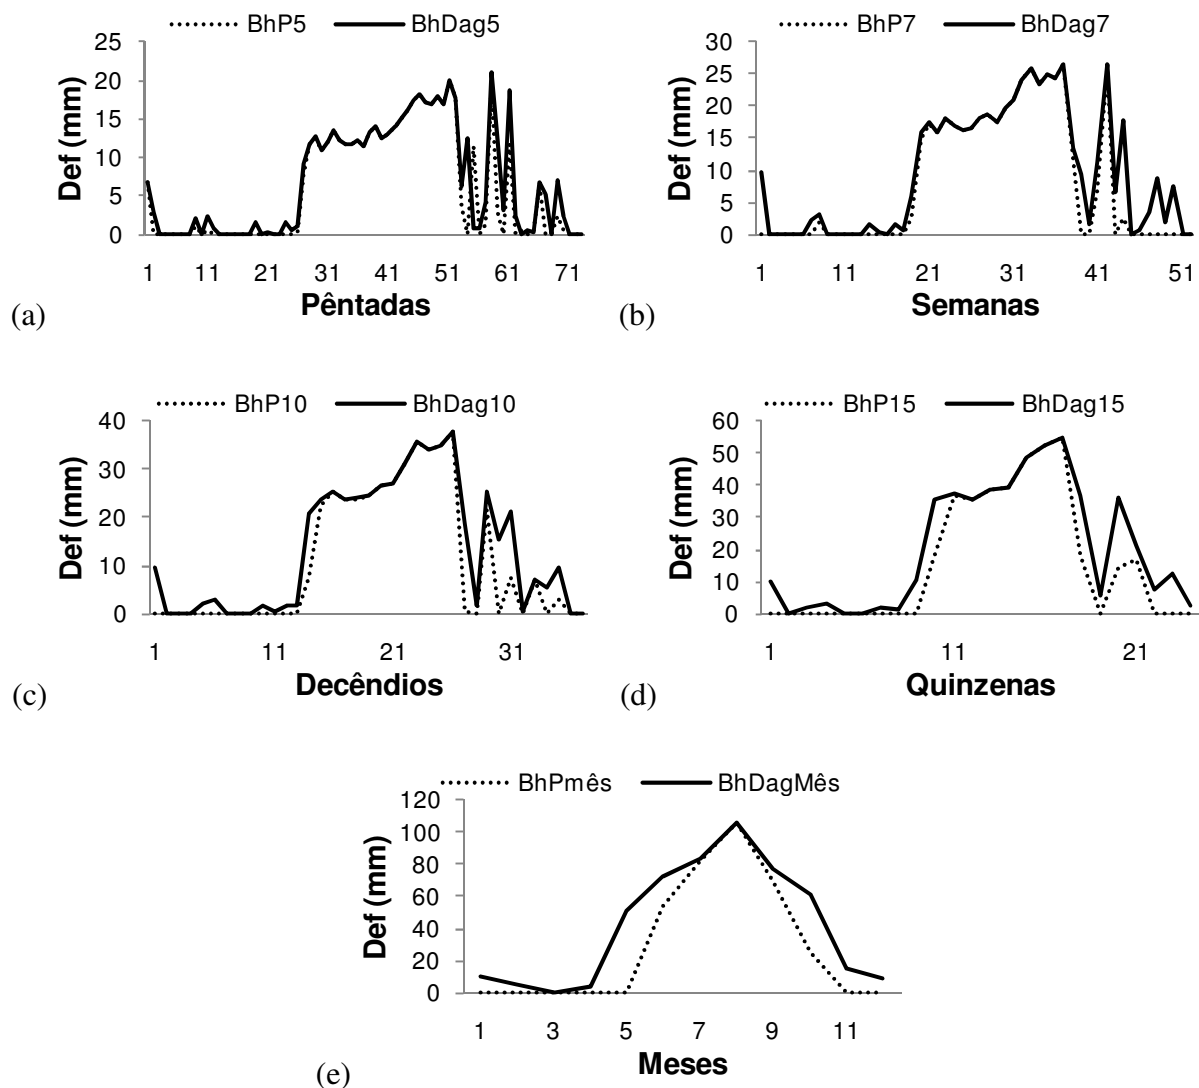 BhP5 BhDag5
25
20
15
10
5
0
Def (mm)
1 11 21 31 41 51 61 71
Pêntadas
(a)
BhP7 BhDag7
30
25
20
15
10
5
0
Def (mm)
1 11 21 31 41 51
Semanas
(b)
BhP10 BhDag10
40
30
20
10
0
Def (mm)
1 11 21 31
Decêndios
(c)
BhP15 BhDag15
60
50
40
30
20
10
0
Def (mm)
1 11 21
Quinzenas
(d)
BhPmês BhDagMês
120
100
80
60
40
20
0
Def (mm)
1 3 5 7 9 11
Meses
(e)